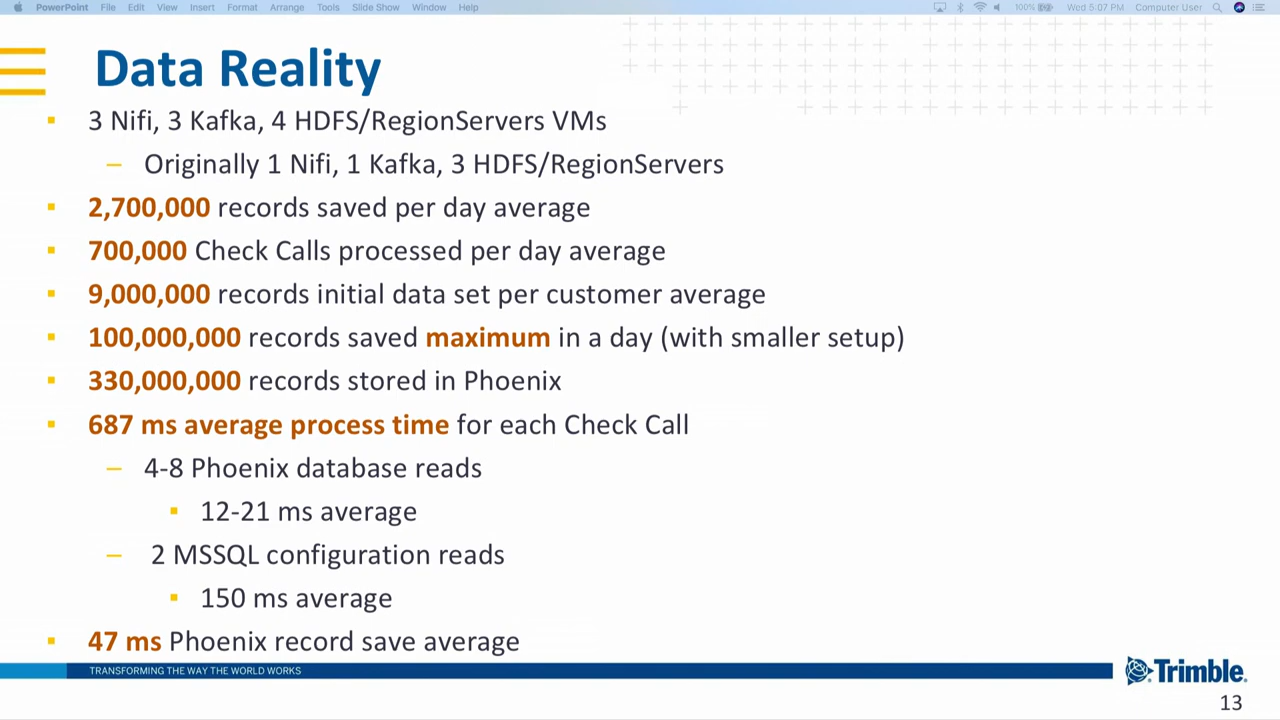 PowerPoint File Edit View Insert Format Arrange Tools Slide Show Window Help 100% Wed 5:07 PM Computer User
Data Reality
3 Nifi, 3 Kafka, 4 HDFS/RegionServers VMs
– Originally 1 Nifi, 1 Kafka, 3 HDFS/RegionServers
2,700,000 records saved per day average
700,000 Check Calls processed per day average
9,000,000 records initial data set per customer average
100,000,000 records saved maximum in a day (with smaller setup)
330,000,000 records stored in Phoenix
687 ms average process time for each Check Call
– 4-8 Phoenix database reads
12-21 ms average
– 2 MSSQL configuration reads
150 ms average
47 ms Phoenix record save average
TRANSFORMING THE WAY THE WORLD WORKS
Trimble.
13